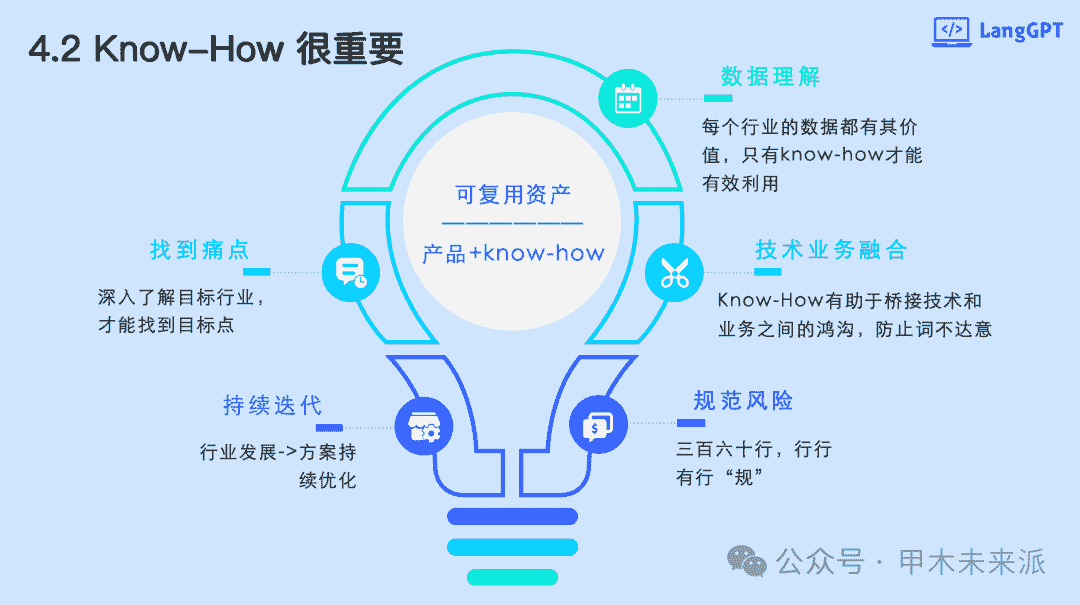 4.2 Know-How 很重要
LangGPT
数据理解
每个行业的数据都有其价
值，只有know-how才能
有效利用
可复用资产
产品+know-how
找到痛点
深入了解目标行业，
才能找到目标点
技术业务融合
Know-How有助于桥接技术和
业务之间的鸿沟，防止词不达意
持续迭代
行业发展->方案持
续优化
规范风险
三百六十行，行行
有行“规”
公众号 · 甲木未来派